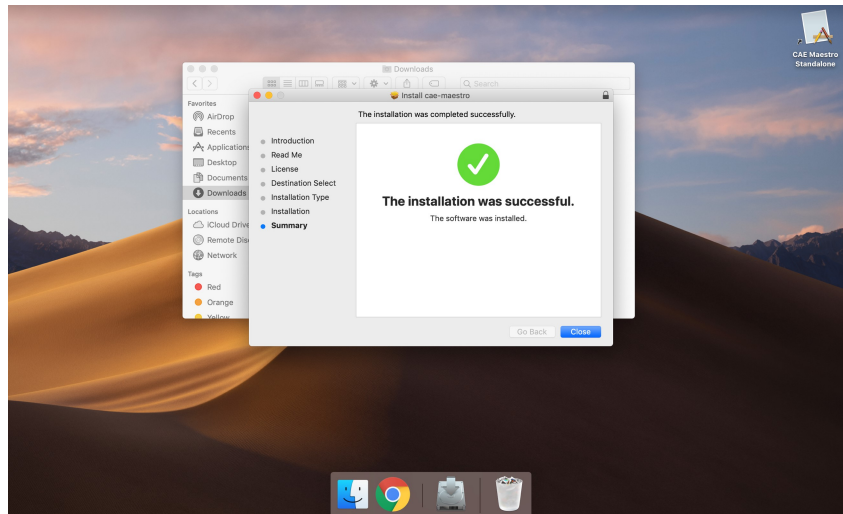 CAE Maestro
Standalone
Downloads
Search
Install cae-maestro
Favorites
AirDrop
Recents
Applications
Desktop
Documents
Downloads
Locations
iCloud Drive
Remote Dis
Network
Tags
Red
Orange
Yellow
The installation was completed successfully.
Introduction
Read Me
License
Destination Select
Installation Type
Installation
Summary
The installation was successful.
The software was installed.
Go Back
Close